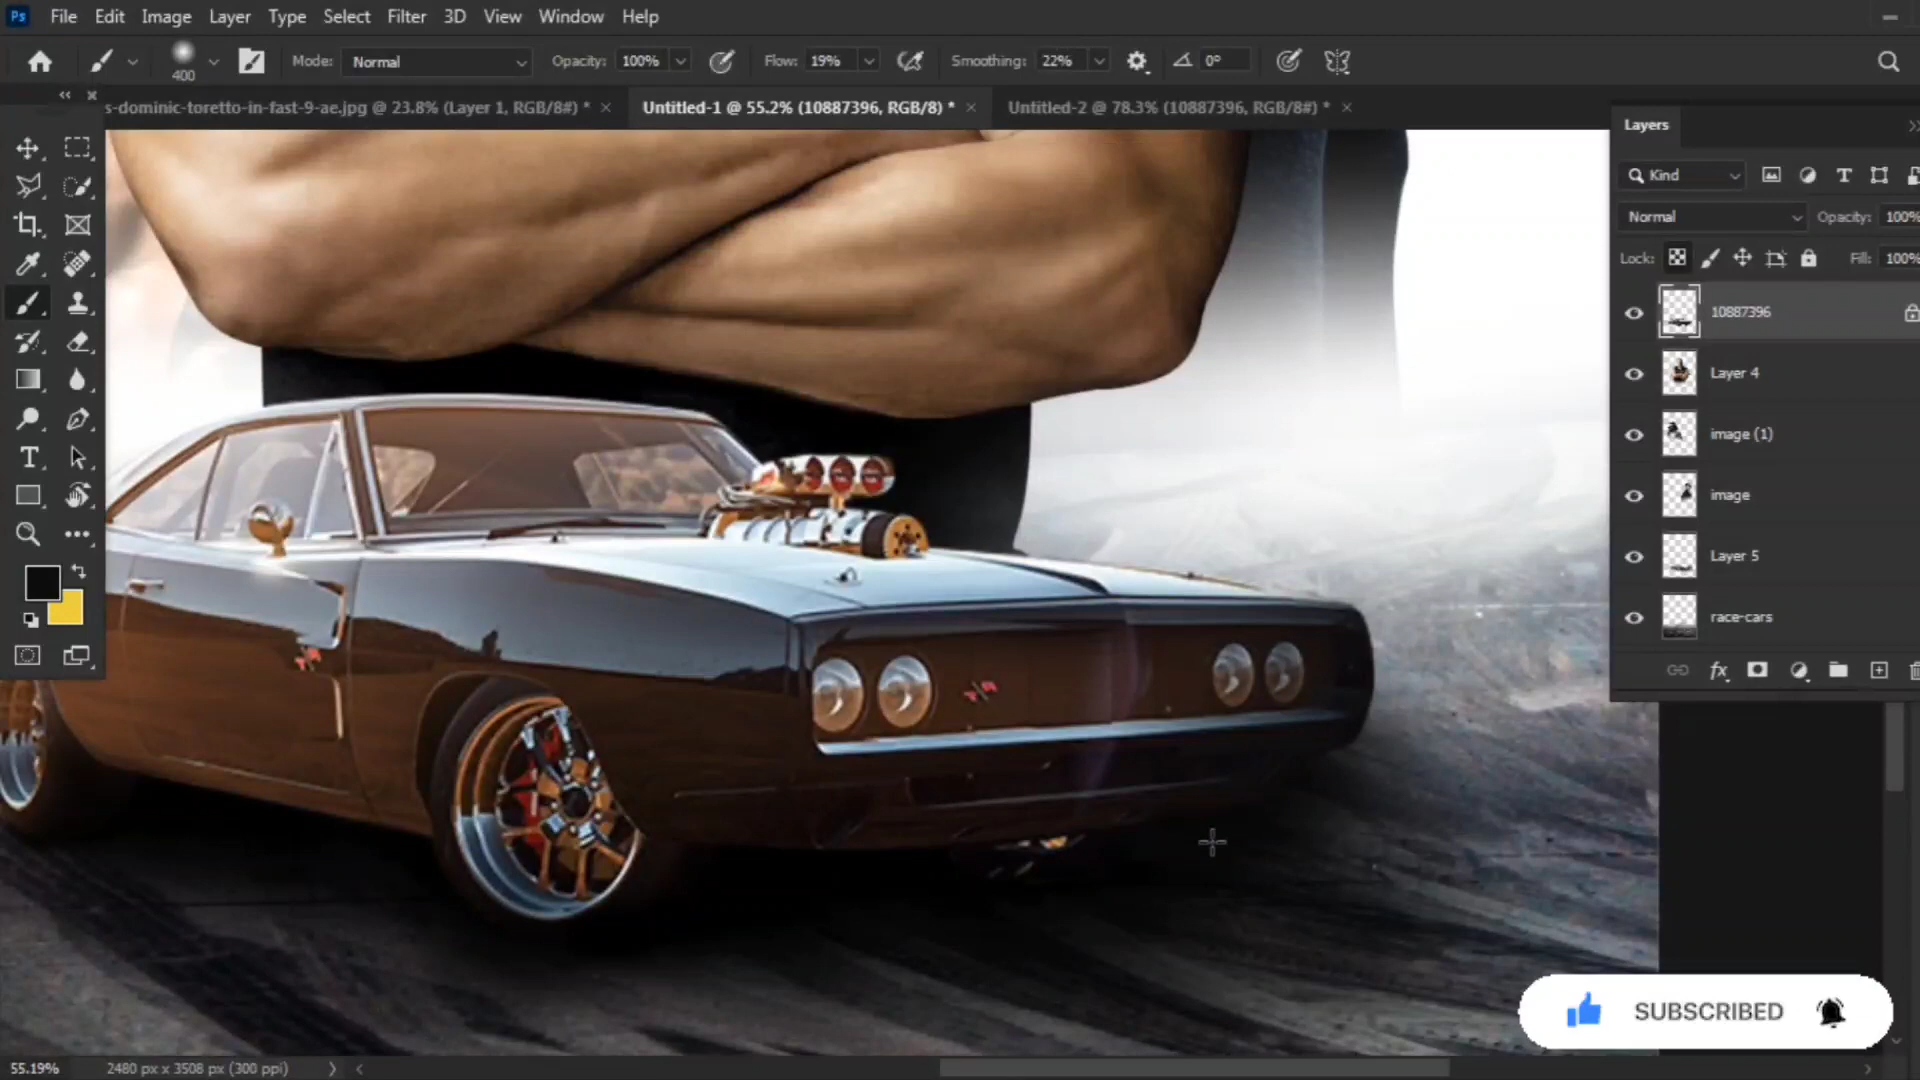 Ps File Edit Image Layer Type Select Filter 3D View Window Help
400 Mode: Normal Opacity: 100% Flow: 19% Smoothing: 22% 0°
s-dominic-toretto-in-fast-9-ae.jpg @ 23.8% (Layer 1, RGB/8#) * × Untitled-1 @ 55.2% (10887396, RGB/8) * × Untitled-2 @ 78.3% (10887396, RGB/8#) * ×
Layers
Kind
Normal Opacity: 100%
Lock: Fill: 100%
10887396
Layer 4
image (1)
image
Layer 5
race-cars
fx
SUBSCRIBED
55.19% 2480 px x 3508 px (300 ppi)